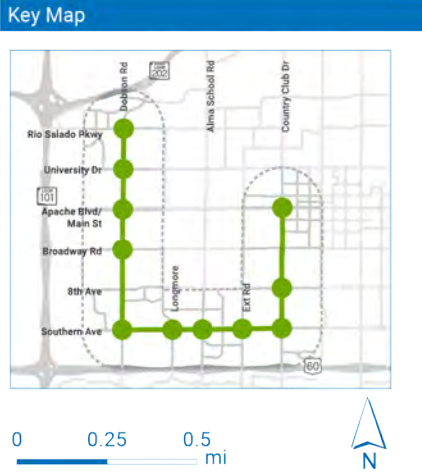 Key Map
Dobson Rd
202
Alma School Rd
Country Club Dr
Rio Salado Pkwy
University Dr
101
Apache Blvd/
Main St
Broadway Rd
8th Ave
Longmore
Ext Rd
Southern Ave
60
0 0.25 0.5
mi
N